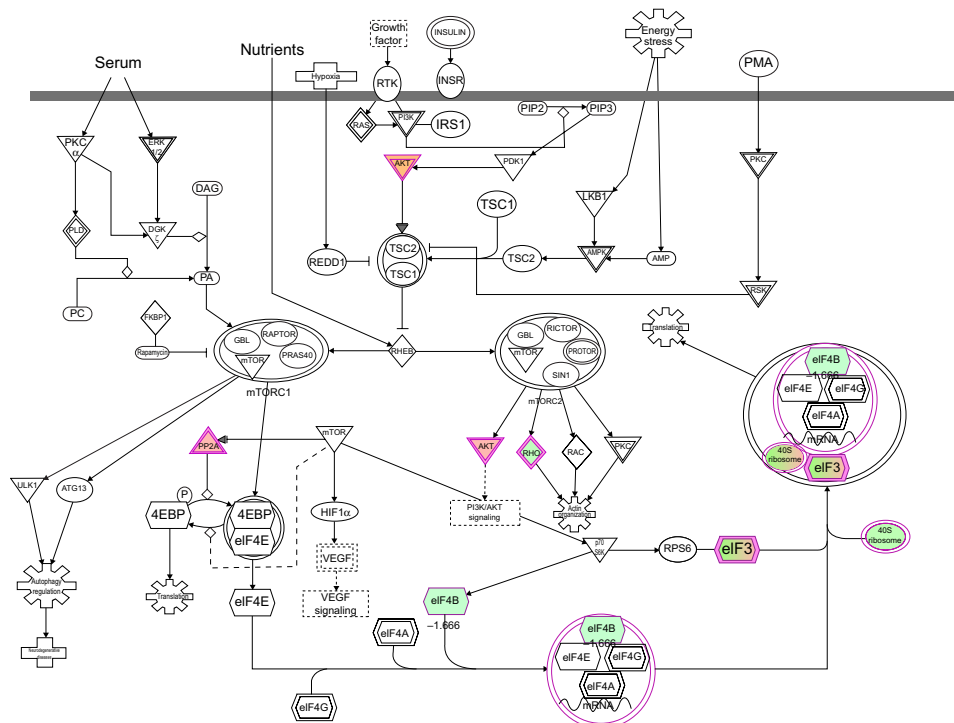 Growth
factor
INSULIN
Energy
stress
Nutrients
Serum
Hypoxia
RTK
INSR
PMA
PIP2
PIP3
RAS
PI3K
IRS1
PKC
α
ERK
1/2
AKT
PDK1
PKC
LKB1
DAG
TSC1
PLD
DGK
ζ
TSC2
TSC1
REDD1
TSC2
AMPK
AMP
PA
RSK
PC
FKBP1
Rapamycin
GBL
RAPTOR
mTOR
PRAS40
mTORC1
RHEB
GBL
RICTOR
mTOR
PROTOR
SIN1
mTORC2
Translation
eIF4B
−1.666
eIF4E
eIF4G
eIF4A
mRNA
40S
ribosome
eIF3
PP2A
mTOR
AKT
RHO
RAC
PKC
ULK1
ATG13
P
4EBP
4EBP
eIF4E
HIF1α
PI3K/AKT
signaling
Actin
organization
p70
S6K
RPS6
eIF3
40S
ribosome
VEGF
Autophagy
regulation
Translation
eIF4E
VEGF
signaling
eIF4B
−1.666
Neurodegenerative
disease
eIF4A
eIF4G
eIF4B
−1.666
eIF4E
eIF4G
eIF4A
mRNA